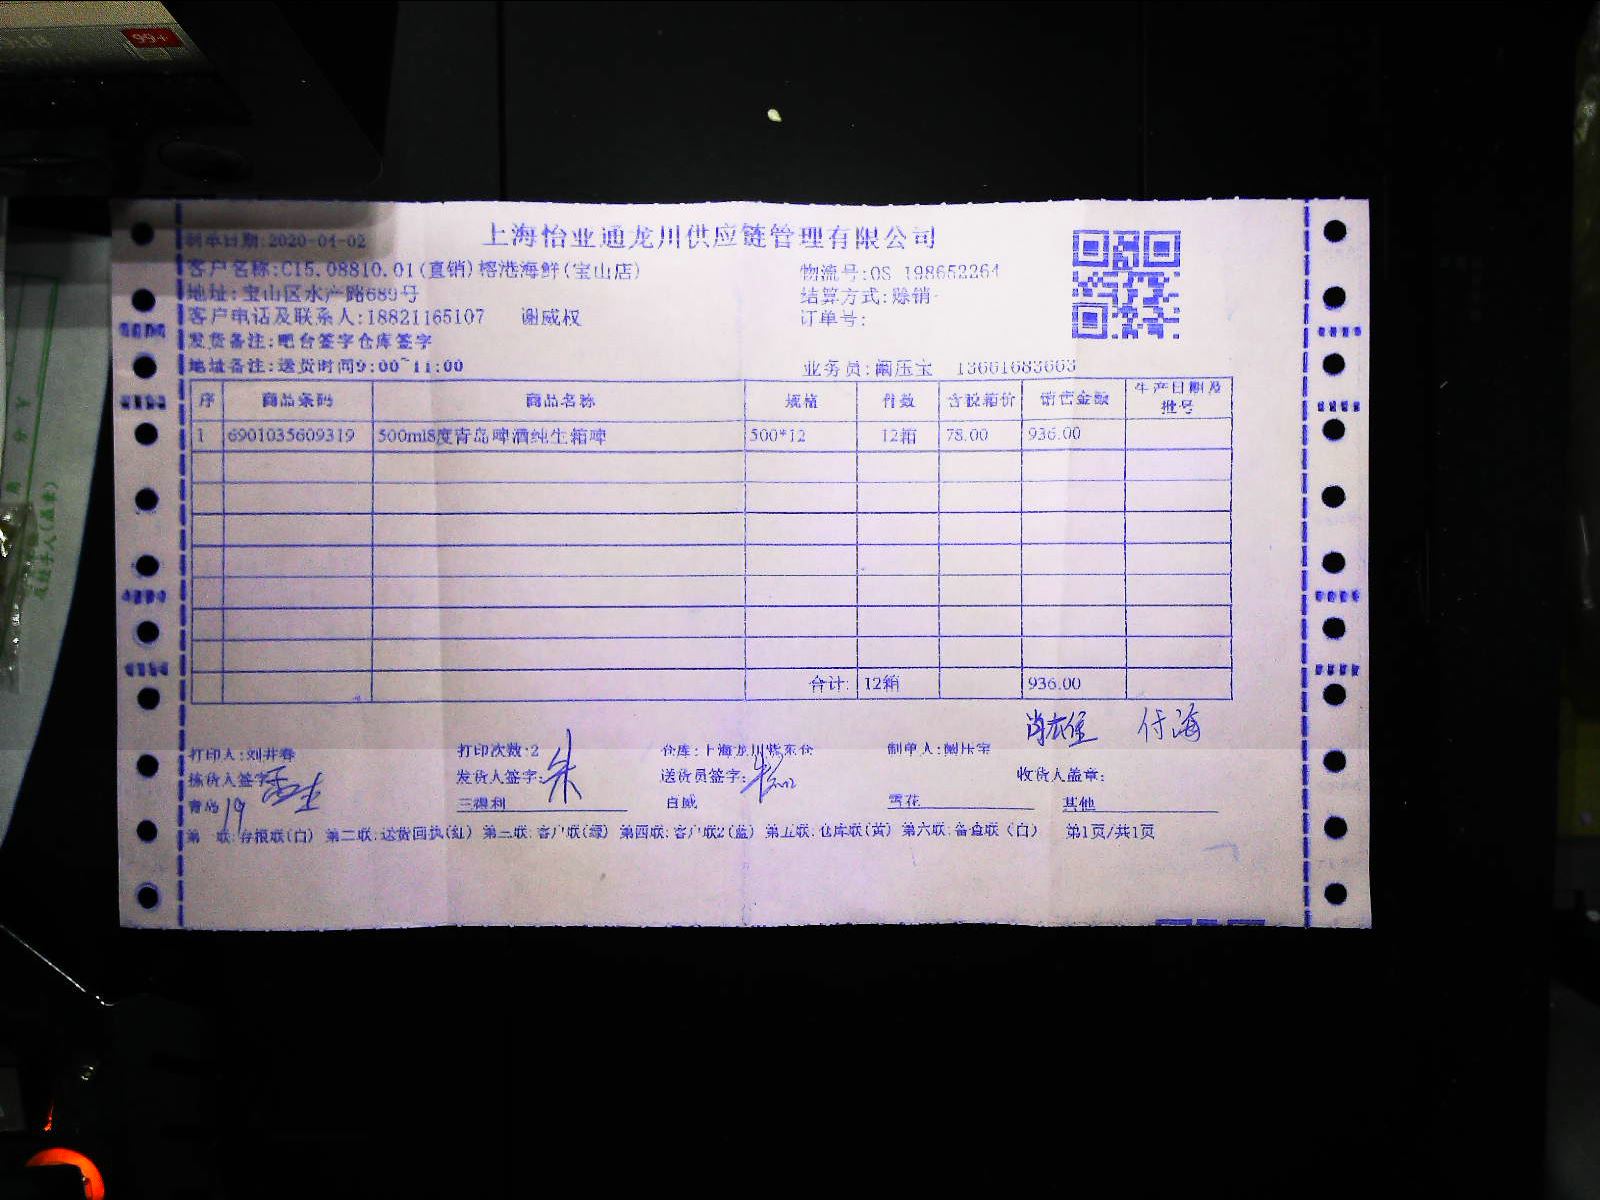 99+
上海怡亚通龙川供应链管理有限公司
制单日期:2020-04-02
客户名称:C15.08810.01(直销)榕港海鲜(宝山店)
物流号:OS 198652264
地址:宝山区水产路689号
结算方式:赊销
客户电话及联系人:18821165107 谢威权
订单号:
发货备注:吧台签字仓库签字
地址备注:送货时间9:00~11:00
业务员:阚压宝 13661683663
序 商品条码 商品名称 规格 件数 含税箱价 销售金额 生产日期及批号
1 6901035609319 500ml8度青岛啤酒纯生箱啤 500*12 12箱 78.00 936.00
合计: 12箱 936.00
付海
打印人:刘井春 打印次数:2 仓库:上海龙川紫东仓 制单人:阚压宝
拣货人签字 发货人签字: 朱 送货员签字: 收货人盖章:
青岛 19 三得利 百威 雪花 其他
第一联:存根联(白) 第二联:送货回执(红) 第三联:客户联(绿) 第四联:客户联2(蓝) 第五联:仓库联(黄) 第六联:备查联(白) 第1页/共1页